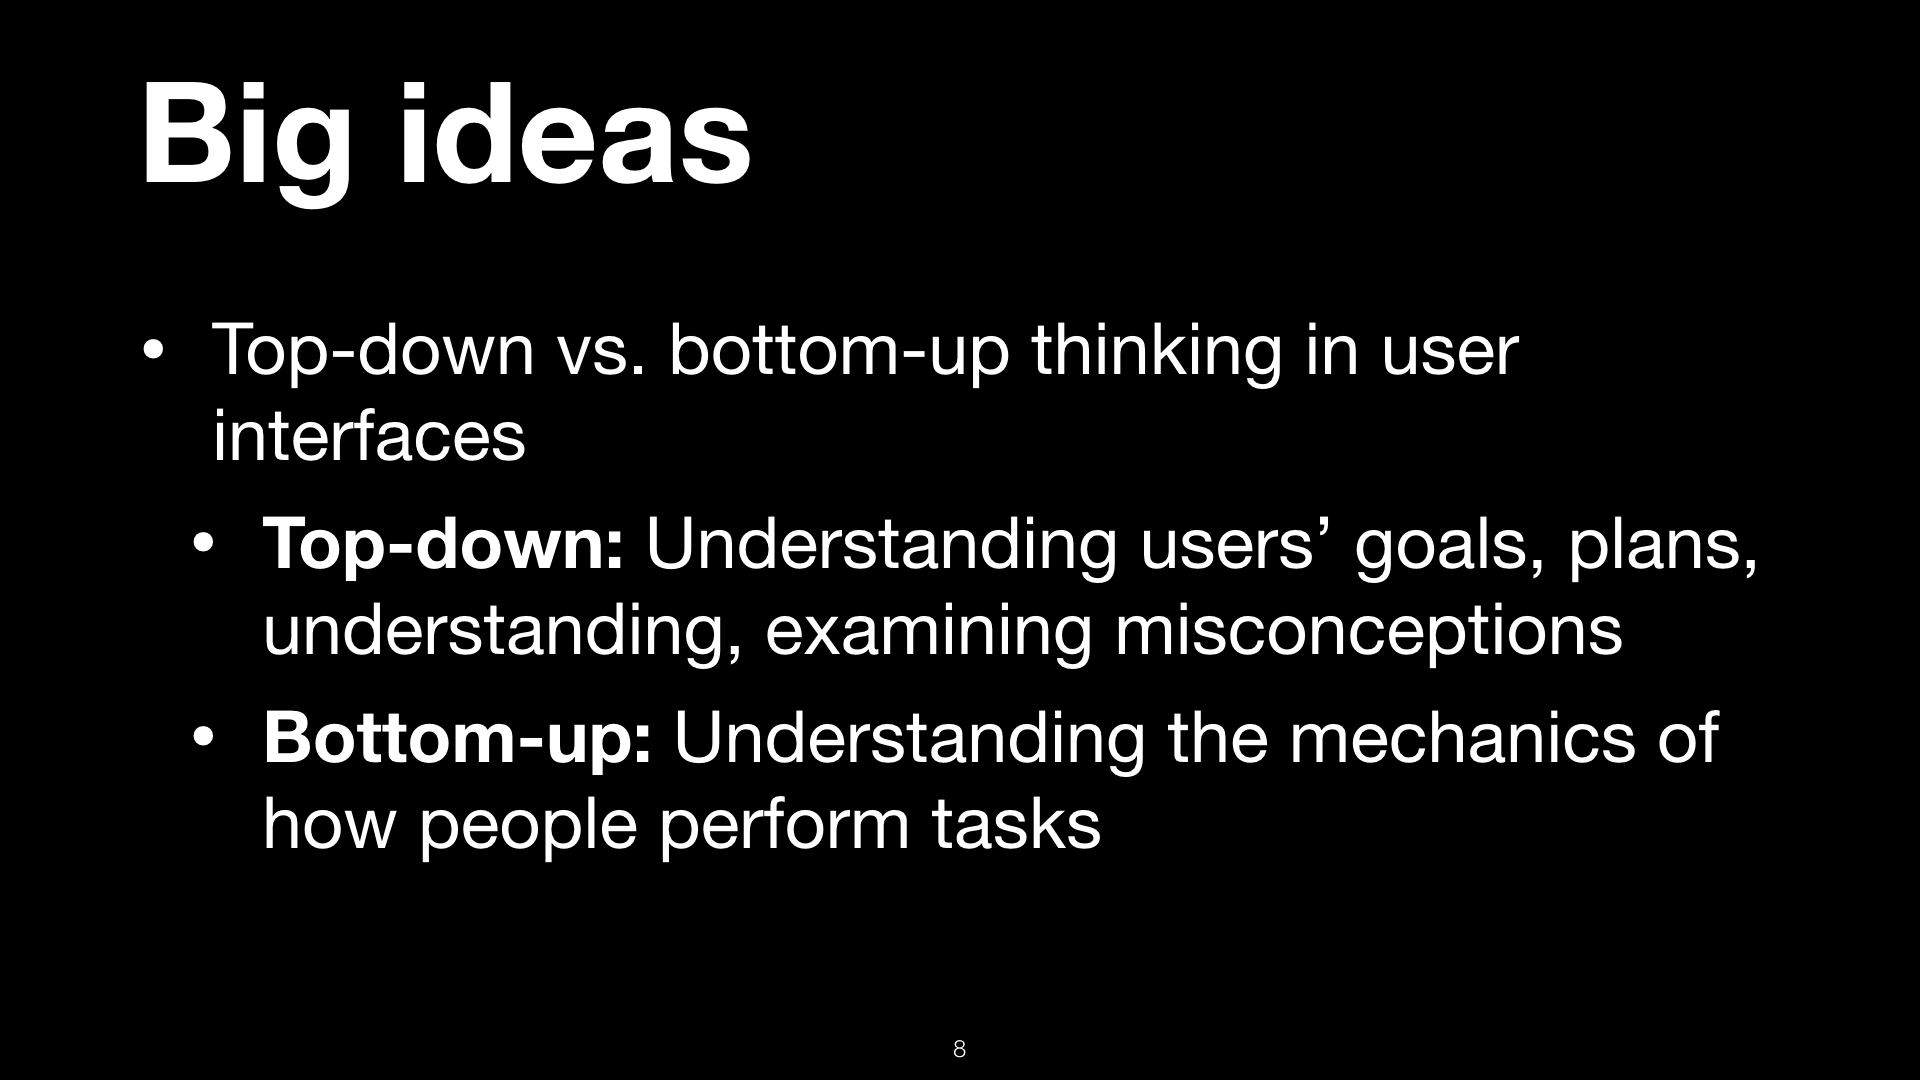 Big ideas
• Top-down vs. bottom-up thinking in user
interfaces
• Top-down: Understanding users’ goals, plans,
understanding, examining misconceptions
• Bottom-up: Understanding the mechanics of
how people perform tasks
8